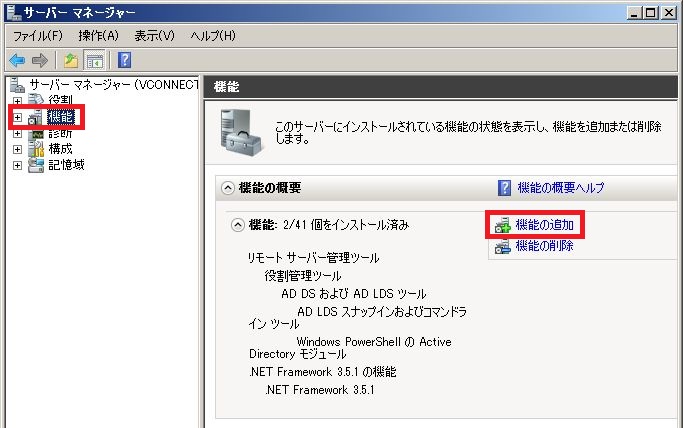 サーバー マネージャー
ファイル(F) 操作(A) 表示(V) ヘルプ(H)
サーバー マネージャー (VCONNECT
役割
機能
診断
構成
記憶域
機能
このサーバーにインストールされている機能の状態を表示し、機能を追加または削除
します。
機能の概要
機能の概要ヘルプ
機能: 2/41 個をインストール済み
機能の追加
機能の削除
リモート サーバー管理ツール
役割管理ツール
AD DS および AD LDS ツール
AD LDS スナップインおよびコマンドラ
イン ツール
Windows PowerShell の Active
Directory モジュール
.NET Framework 3.5.1 の機能
.NET Framework 3.5.1